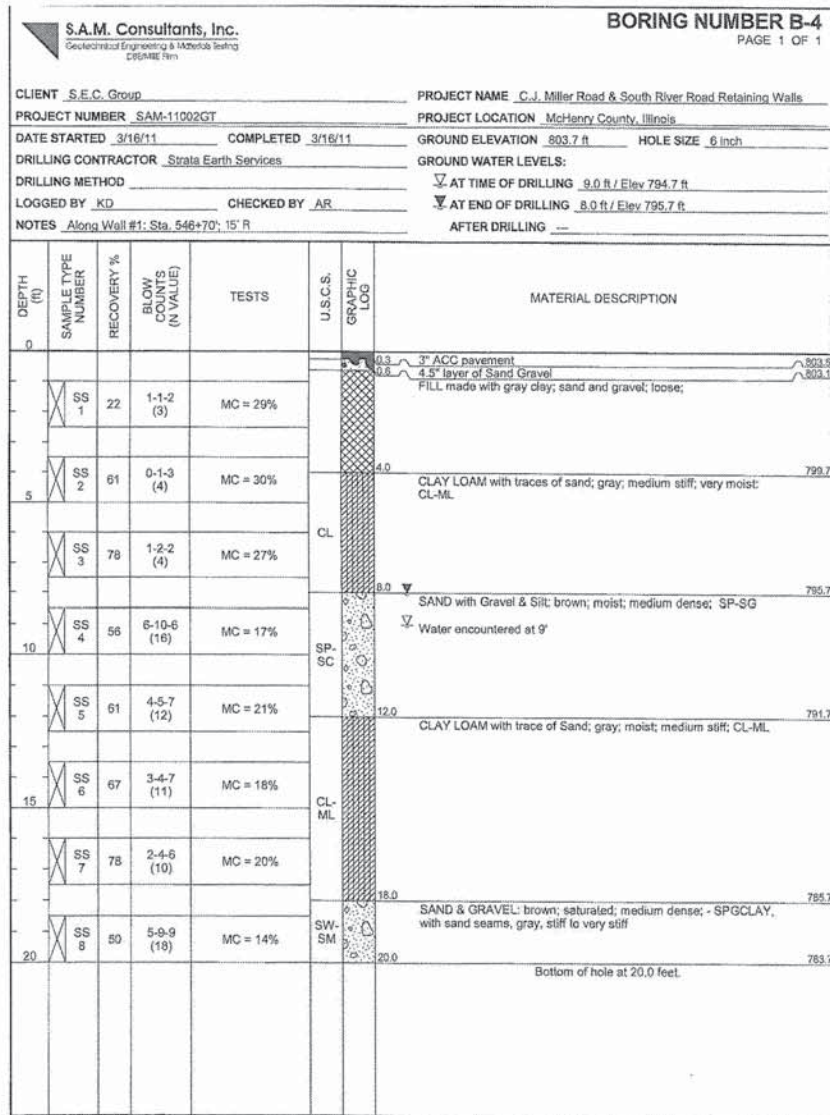 S.A.M. Consultants, Inc.
Geotechnical Engineering & Materials Testing
DBE/MBE Firm
BORING NUMBER B-4
PAGE 1 OF 1
CLIENT S.E.C. Group
PROJECT NAME C.J. Miller Road & South River Road Retaining Walls
PROJECT NUMBER SAM-11002GT
PROJECT LOCATION McHenry County, Illinois
DATE STARTED 3/16/11 COMPLETED 3/16/11
GROUND ELEVATION 803.7 ft HOLE SIZE 6 inch
DRILLING CONTRACTOR Strata Earth Services
GROUND WATER LEVELS:
DRILLING METHOD
AT TIME OF DRILLING 9.0 ft / Elev 794.7 ft
LOGGED BY KD CHECKED BY AR
AT END OF DRILLING 8.0 ft / Elev 795.7 ft
NOTES Along Wall #1: Sta. 546+70'; 15' R
AFTER DRILLING ---
DEPTH (ft)
SAMPLE TYPE NUMBER
RECOVERY %
BLOW COUNTS (N VALUE)
TESTS
U.S.C.S.
GRAPHIC LOG
MATERIAL DESCRIPTION
0
0.3 3" ACC pavement 803.5
0.6 4.5" layer of Sand Gravel 803.1
FILL made with gray clay; sand and gravel; loose;
SS 1 22 1-1-2 (3) MC = 29%
4.0 799.7
CLAY LOAM with traces of sand; gray; medium stiff; very moist;
CL-ML
SS 2 61 0-1-3 (4) MC = 30%
5
CL
SS 3 78 1-2-2 (4) MC = 27%
8.0 795.7
SAND with Gravel & Silt; brown; moist; medium dense; SP-SG
SS 4 56 6-10-6 (16) MC = 17%
Water encountered at 9'
10
SP-SC
SS 5 61 4-5-7 (12) MC = 21%
12.0 791.7
CLAY LOAM with trace of Sand; gray; moist; medium stiff; CL-ML
SS 6 67 3-4-7 (11) MC = 18%
15
CL-ML
SS 7 78 2-4-6 (10) MC = 20%
18.0 785.7
SAND & GRAVEL: brown; saturated; medium dense; - SPGCLAY,
with sand seams, gray, stiff to very stiff
SS 8 50 5-9-9 (18) MC = 14%
SW-SM
20 20.0 783.7
Bottom of hole at 20.0 feet.